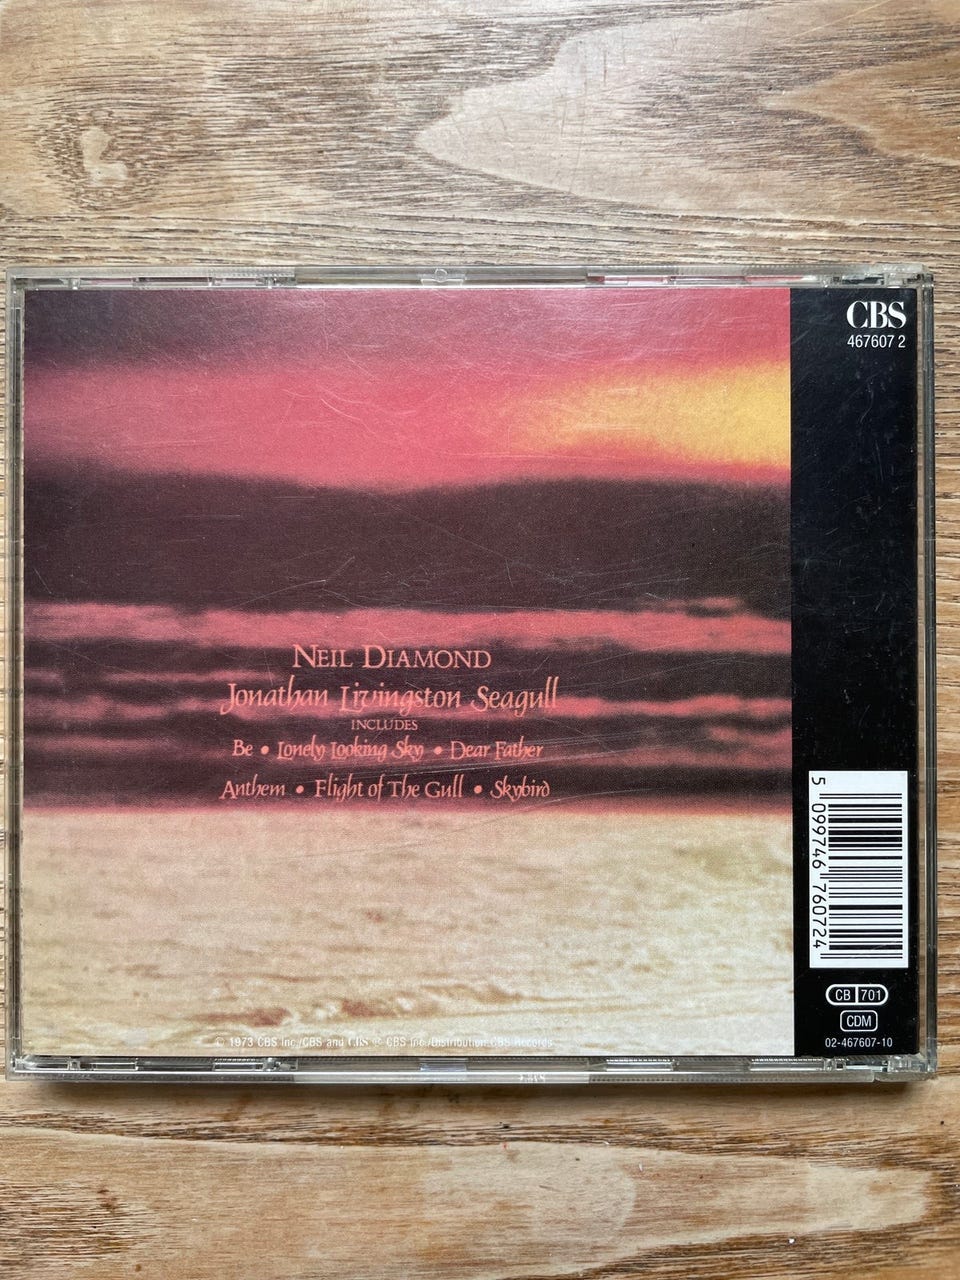 CBS
467607 2
NEIL DIAMOND
Jonathan Livingston Seagull
INCLUDES
Be • Lonely Looking Sky • Dear Father
Anthem • Flight of The Gull • Skybird
5 099746 760724
CB 701
CDM
02-467607-10
© 1973 CBS Inc./CBS and CBS ® CBS Inc./Distribution CBS Records